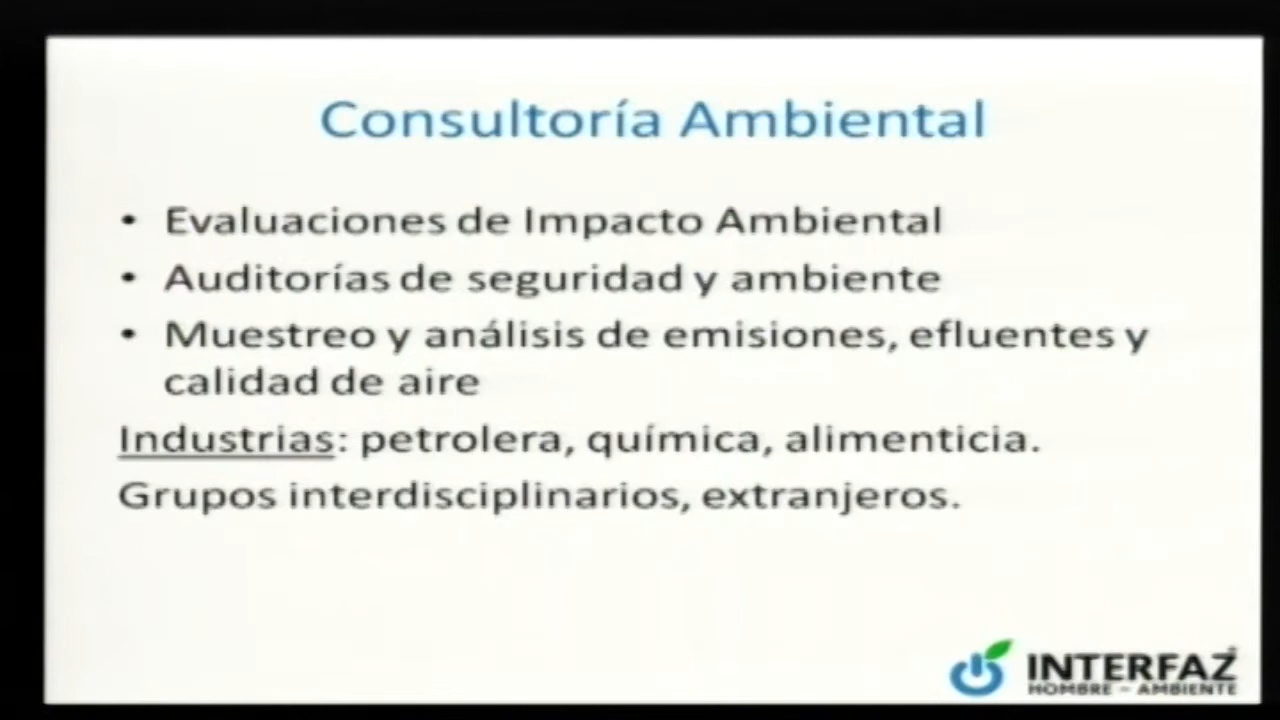 Consultoría Ambiental
• Evaluaciones de Impacto Ambiental
• Auditorías de seguridad y ambiente
• Muestreo y análisis de emisiones, efluentes y
calidad de aire
Industrias: petrolera, química, alimenticia.
Grupos interdisciplinarios, extranjeros.
INTERFAZ
HOMBRE – AMBIENTE